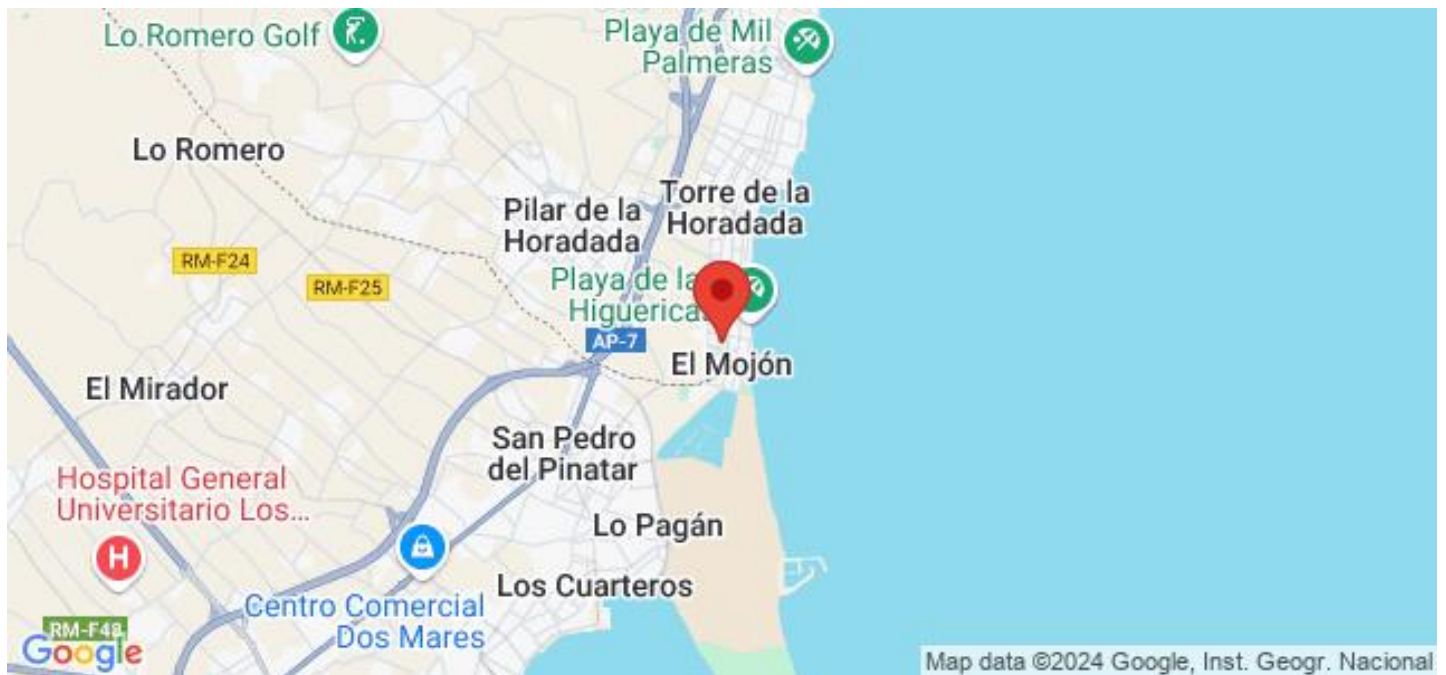 Lo Romero Golf
Playa de Mil
Palmeras
Lo Romero
Torre de la
Horadada
Pilar de la
Horadada
RM-F24
RM-F25
Playa de la
Higuerica
AP-7
El Mojón
El Mirador
San Pedro
del Pinatar
Hospital General
Universitario Los...
H
Lo Pagán
Los Cuarteros
Centro Comercial
Dos Mares
RM-F48
Google
Map data ©2024 Google, Inst. Geogr. Nacional